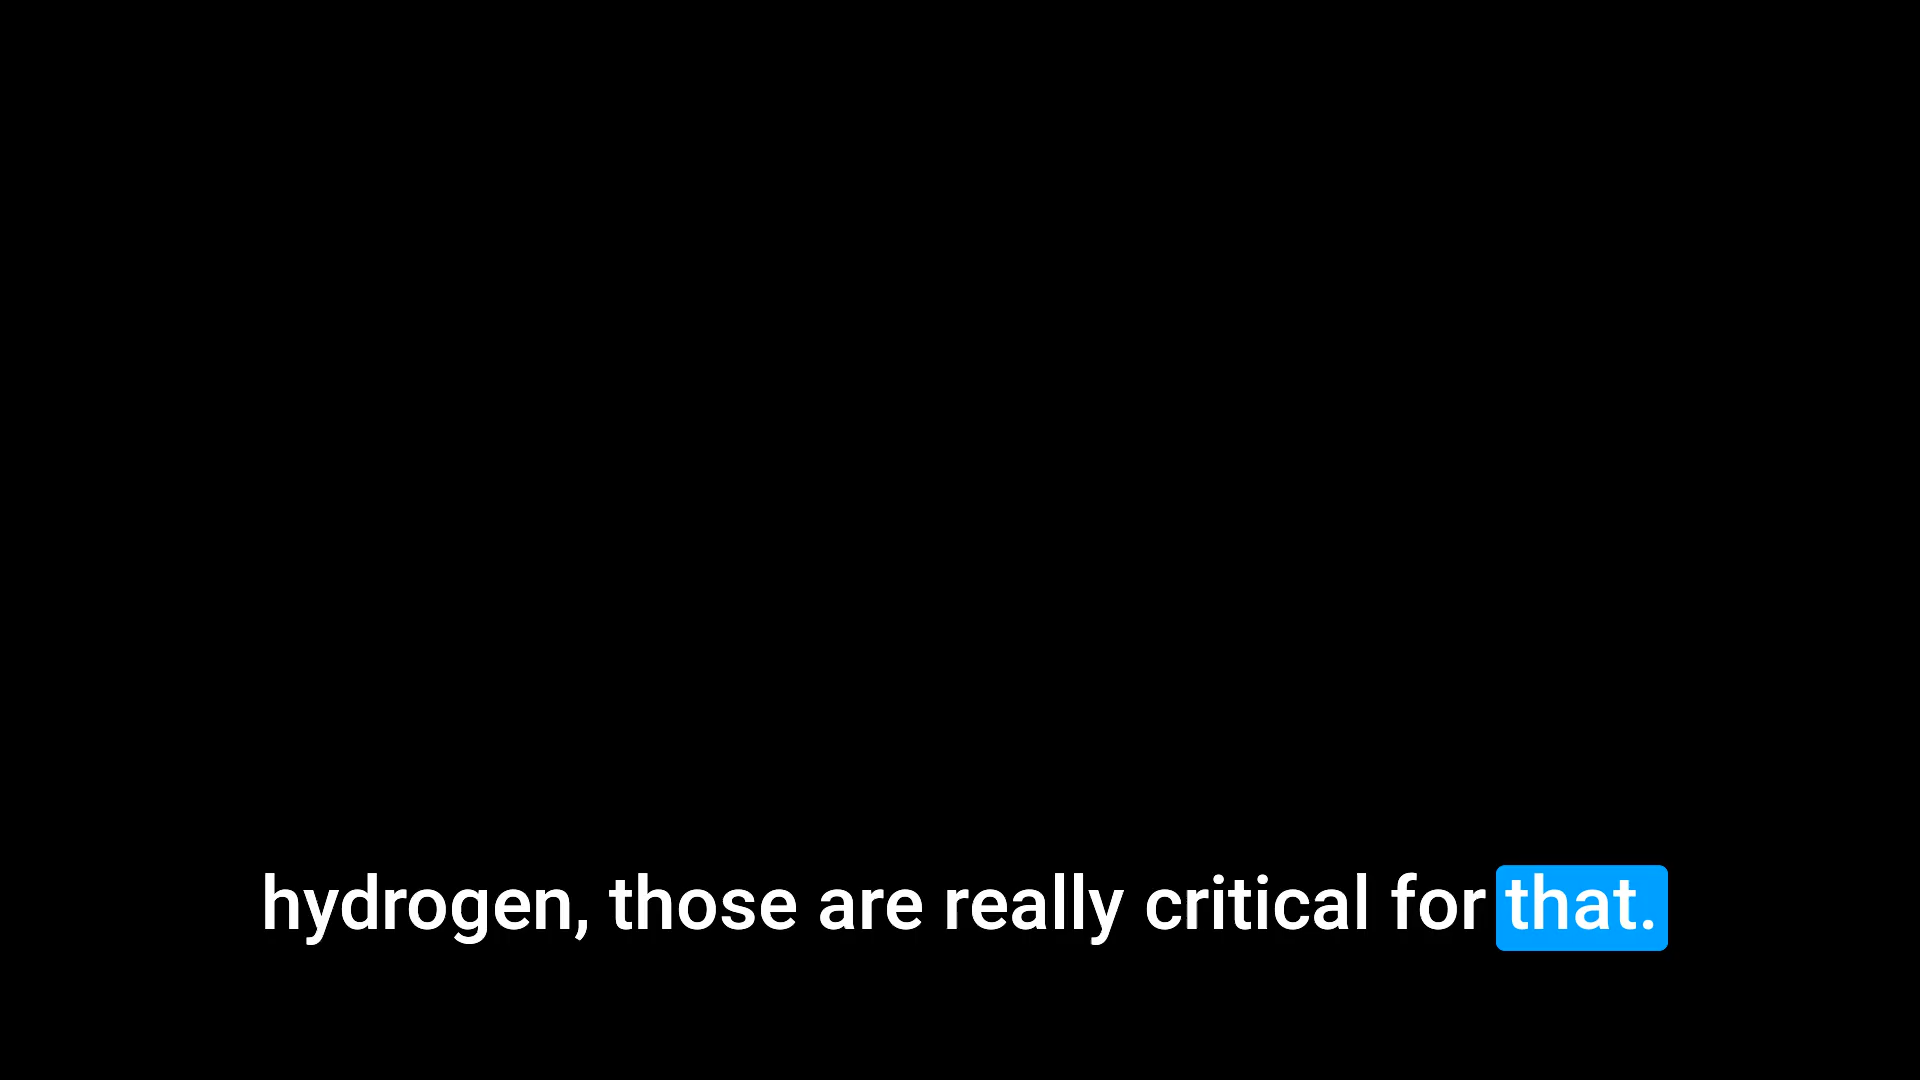 hydrogen, those are really critical for that.